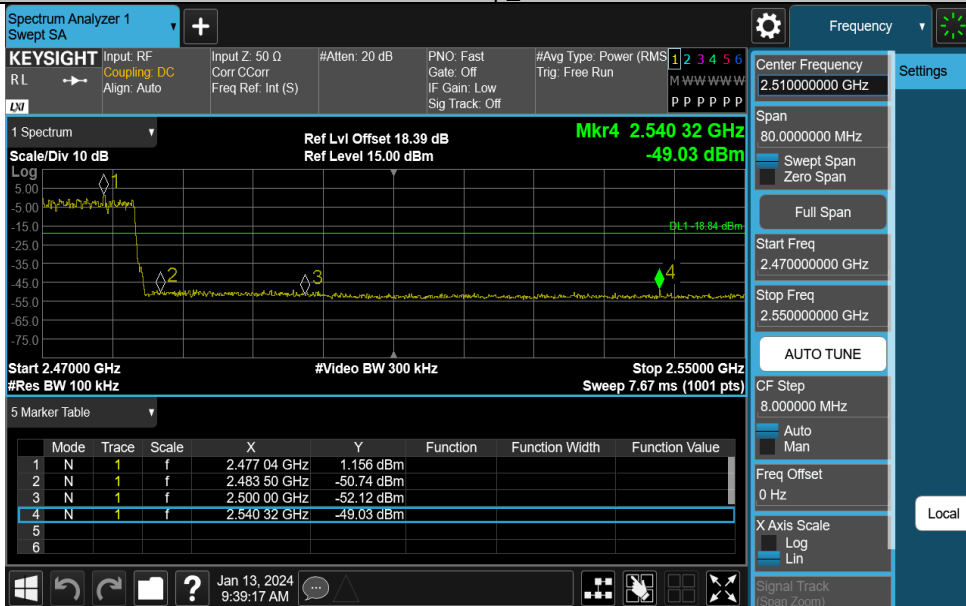 Spectrum Analyzer 1
Swept SA
+
Frequency
KEYSIGHT
RL
LXI
Input: RF
Coupling: DC
Align: Auto
Input Z: 50 Ω
Corr CCorr
Freq Ref: Int (S)
#Atten: 20 dB
PNO: Fast
Gate: Off
IF Gain: Low
Sig Track: Off
#Avg Type: Power (RMS
Trig: Free Run
1 2 3 4 5 6
M W W W W W
P P P P P P
1 Spectrum
Scale/Div 10 dB
Ref Lvl Offset 18.39 dB
Ref Level 15.00 dBm
Mkr4 2.540 32 GHz
-49.03 dBm
Log
5.00
-5.00
-15.0
-25.0
-35.0
-45.0
-55.0
-65.0
-75.0
1
2
3
4
DL1 -18.84 dBm
Start 2.47000 GHz
#Video BW 300 kHz
Stop 2.55000 GHz
#Res BW 100 kHz
Sweep 7.67 ms (1001 pts)
5 Marker Table
Mode Trace Scale X Y Function Function Width Function Value
1 N 1 f 2.477 04 GHz 1.156 dBm
2 N 1 f 2.483 50 GHz -50.74 dBm
3 N 1 f 2.500 00 GHz -52.12 dBm
4 N 1 f 2.540 32 GHz -49.03 dBm
5
6
?
Jan 13, 2024
9:39:17 AM
Center Frequency
2.510000000 GHz
Span
80.0000000 MHz
Swept Span
Zero Span
Full Span
Start Freq
2.470000000 GHz
Stop Freq
2.550000000 GHz
AUTO TUNE
CF Step
8.000000 MHz
Auto
Man
Freq Offset
0 Hz
X Axis Scale
Log
Lin
Signal Track
(Span Zoom)
Settings
Local